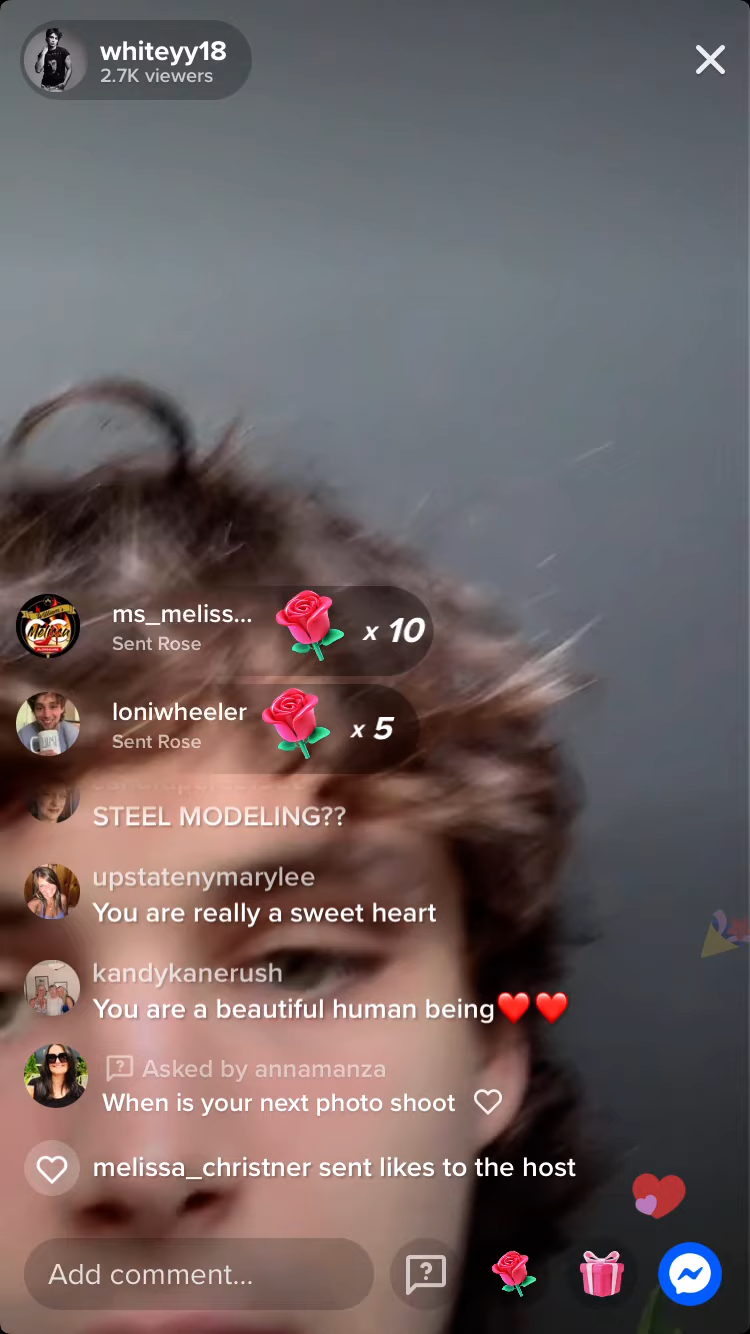 whiteyy18
2.7K viewers
ms_meliss...
Sent Rose
x 10
loniwheeler
Sent Rose
x 5
STEEL MODELING??
upstatenymarylee
You are really a sweet heart
kandykanerush
You are a beautiful human being❤️❤️
Asked by annamanza
When is your next photo shoot
melissa_christner sent likes to the host
Add comment...